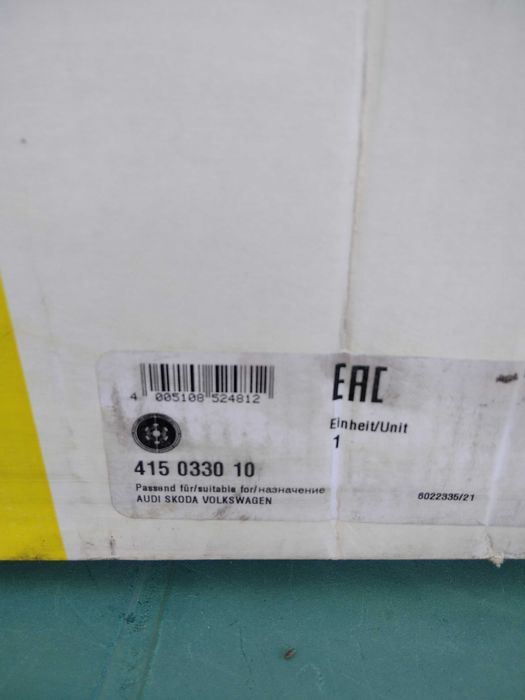 EAC
4 005108 524812
Einheit/Unit
1
415 0330 10
Passend für/suitable for/назначение
AUDI SKODA VOLKSWAGEN
6022335/21